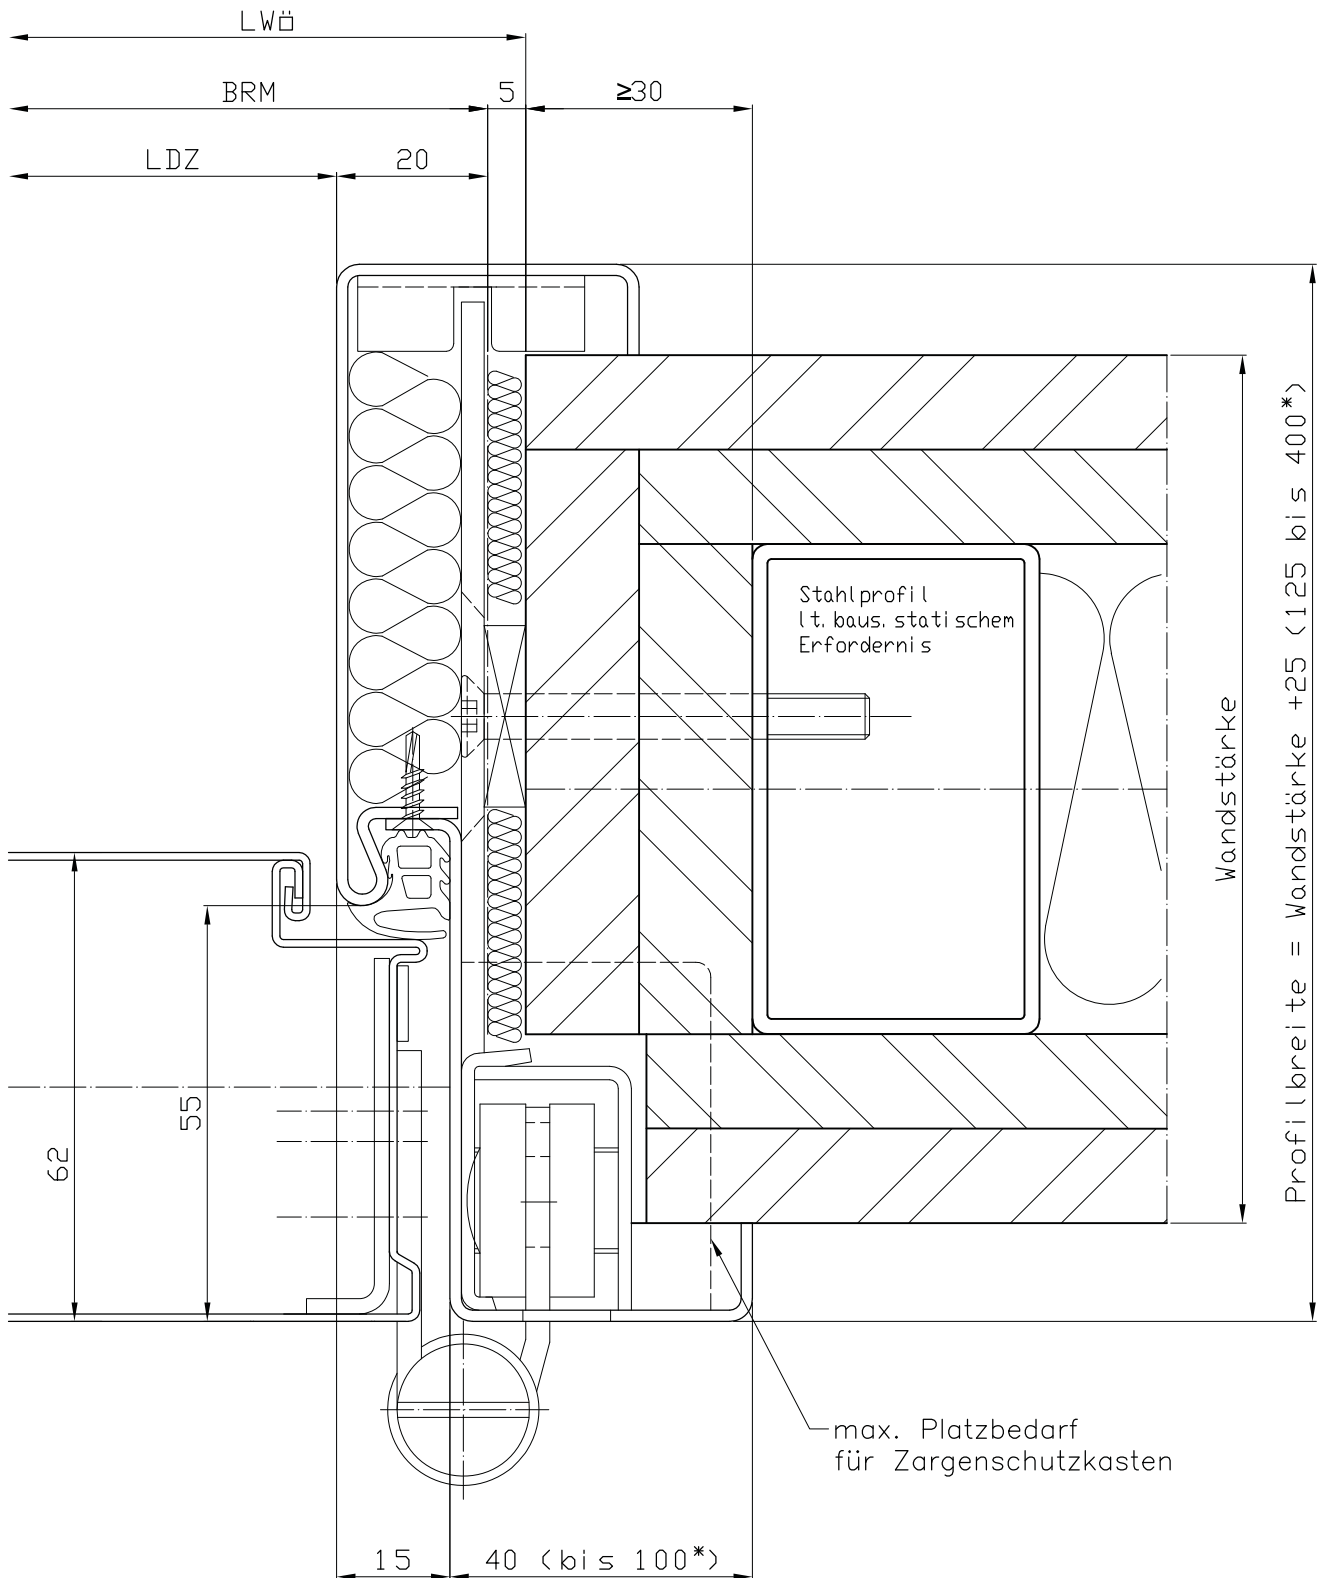 LWö
BRM
5
≥30
LDZ
20
Stahlprofil
lt. baus. statischem
Erfordernis
Wandstärke
Profilbreite = Wandstärke +25 (125 bis 400*)
62
55
max. Platzbedarf
für Zargenschutzkasten
15
40 (bis 100*)